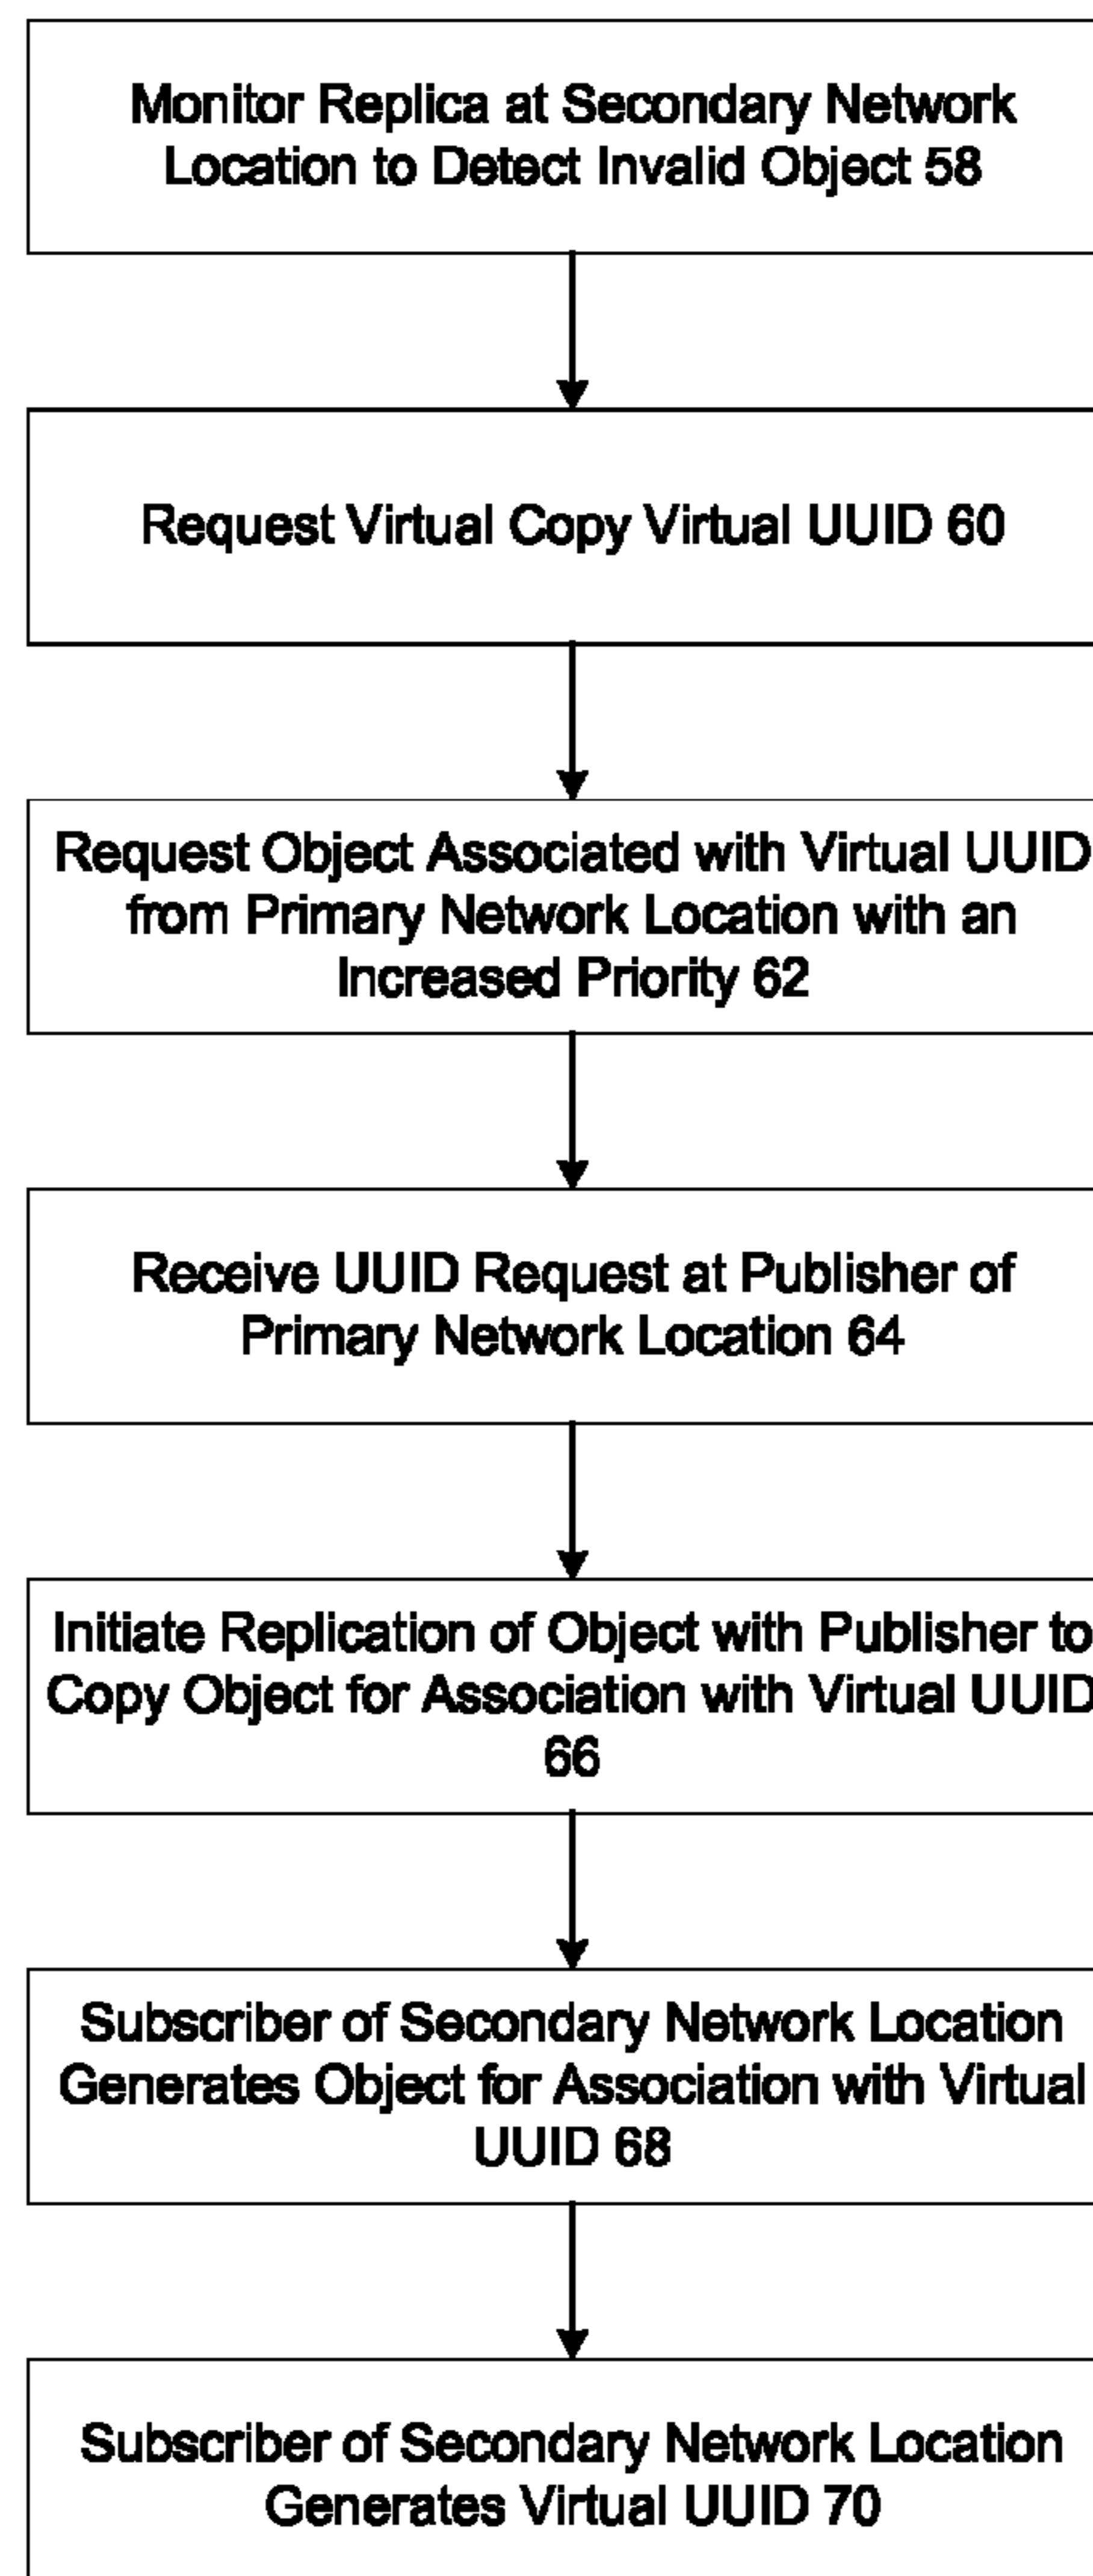 Monitor Replica at Secondary Network
Location to Detect Invalid Object 58
Request Virtual Copy Virtual UUID 60
Request Object Associated with Virtual UUID
from Primary Network Location with an
Increased Priority 62
Receive UUID Request at Publisher of
Primary Network Location 64
Initiate Replication of Object with Publisher to
Copy Object for Association with Virtual UUID
66
Subscriber of Secondary Network Location
Generates Object for Association with Virtual
UUID 68
Subscriber of Secondary Network Location
Generates Virtual UUID 70